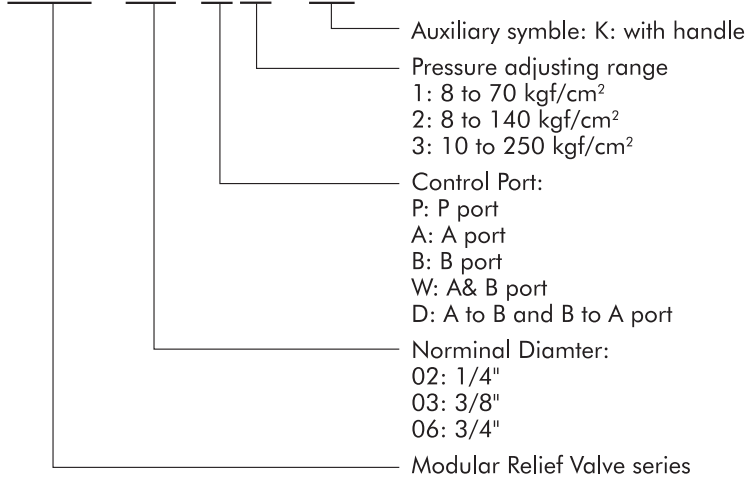 Auxiliary symble: K: with handle
Pressure adjusting range
1: 8 to 70 kgf/cm²
2: 8 to 140 kgf/cm²
3: 10 to 250 kgf/cm²
Control Port:
P: P port
A: A port
B: B port
W: A& B port
D: A to B and B to A port
Norminal Diamter:
02: 1/4"
03: 3/8"
06: 3/4"
Modular Relief Valve series